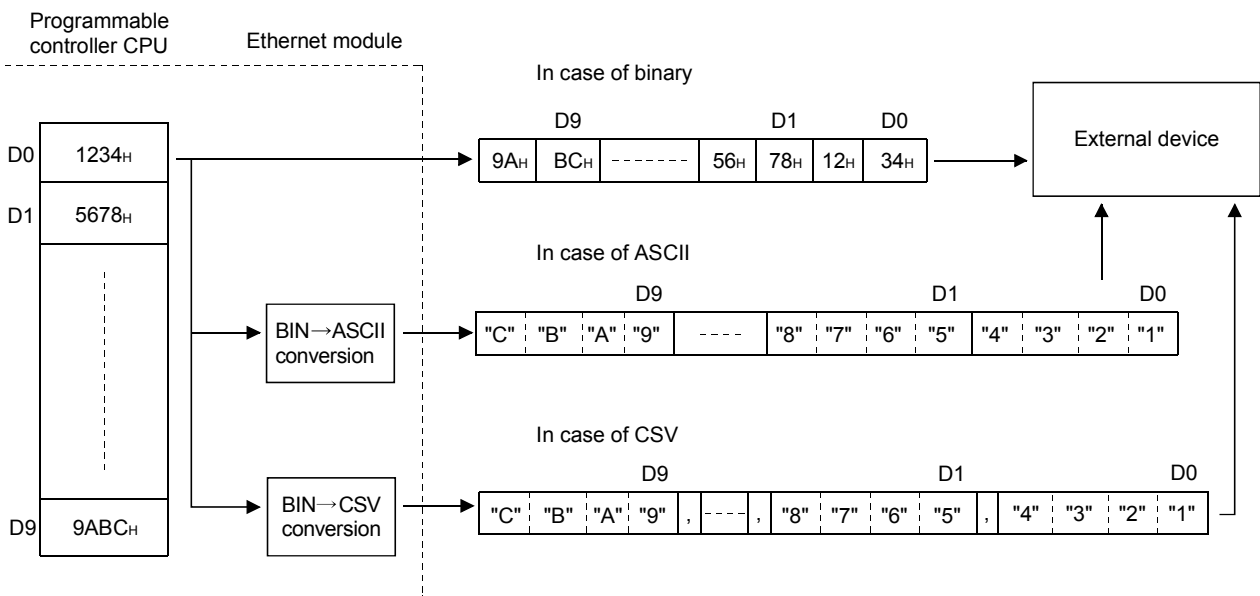 Programmable
controller CPU
Ethernet module
In case of binary
D9 D1 D0
9AH BCH 56H 78H 12H 34H
External device
D0 1234H
D1 5678H
In case of ASCII
D9 D1 D0
BIN→ASCII
conversion
"C" "B" "A" "9" "8" "7" "6" "5" "4" "3" "2" "1"
In case of CSV
D9 D1 D0
BIN→CSV
conversion
"C" "B" "A" "9" , , "8" "7" "6" "5" , "4" "3" "2" "1"
D9 9ABCH